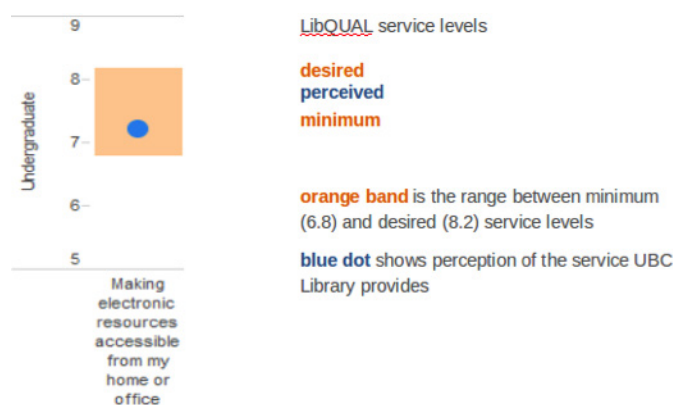 9
8
7
6
5
Undergraduate
Making
electronic
resources
accessible
from my
home or
office
LibQUAL service levels
desired
perceived
minimum
orange band is the range between minimum
(6.8) and desired (8.2) service levels
blue dot shows perception of the service UBC
Library provides